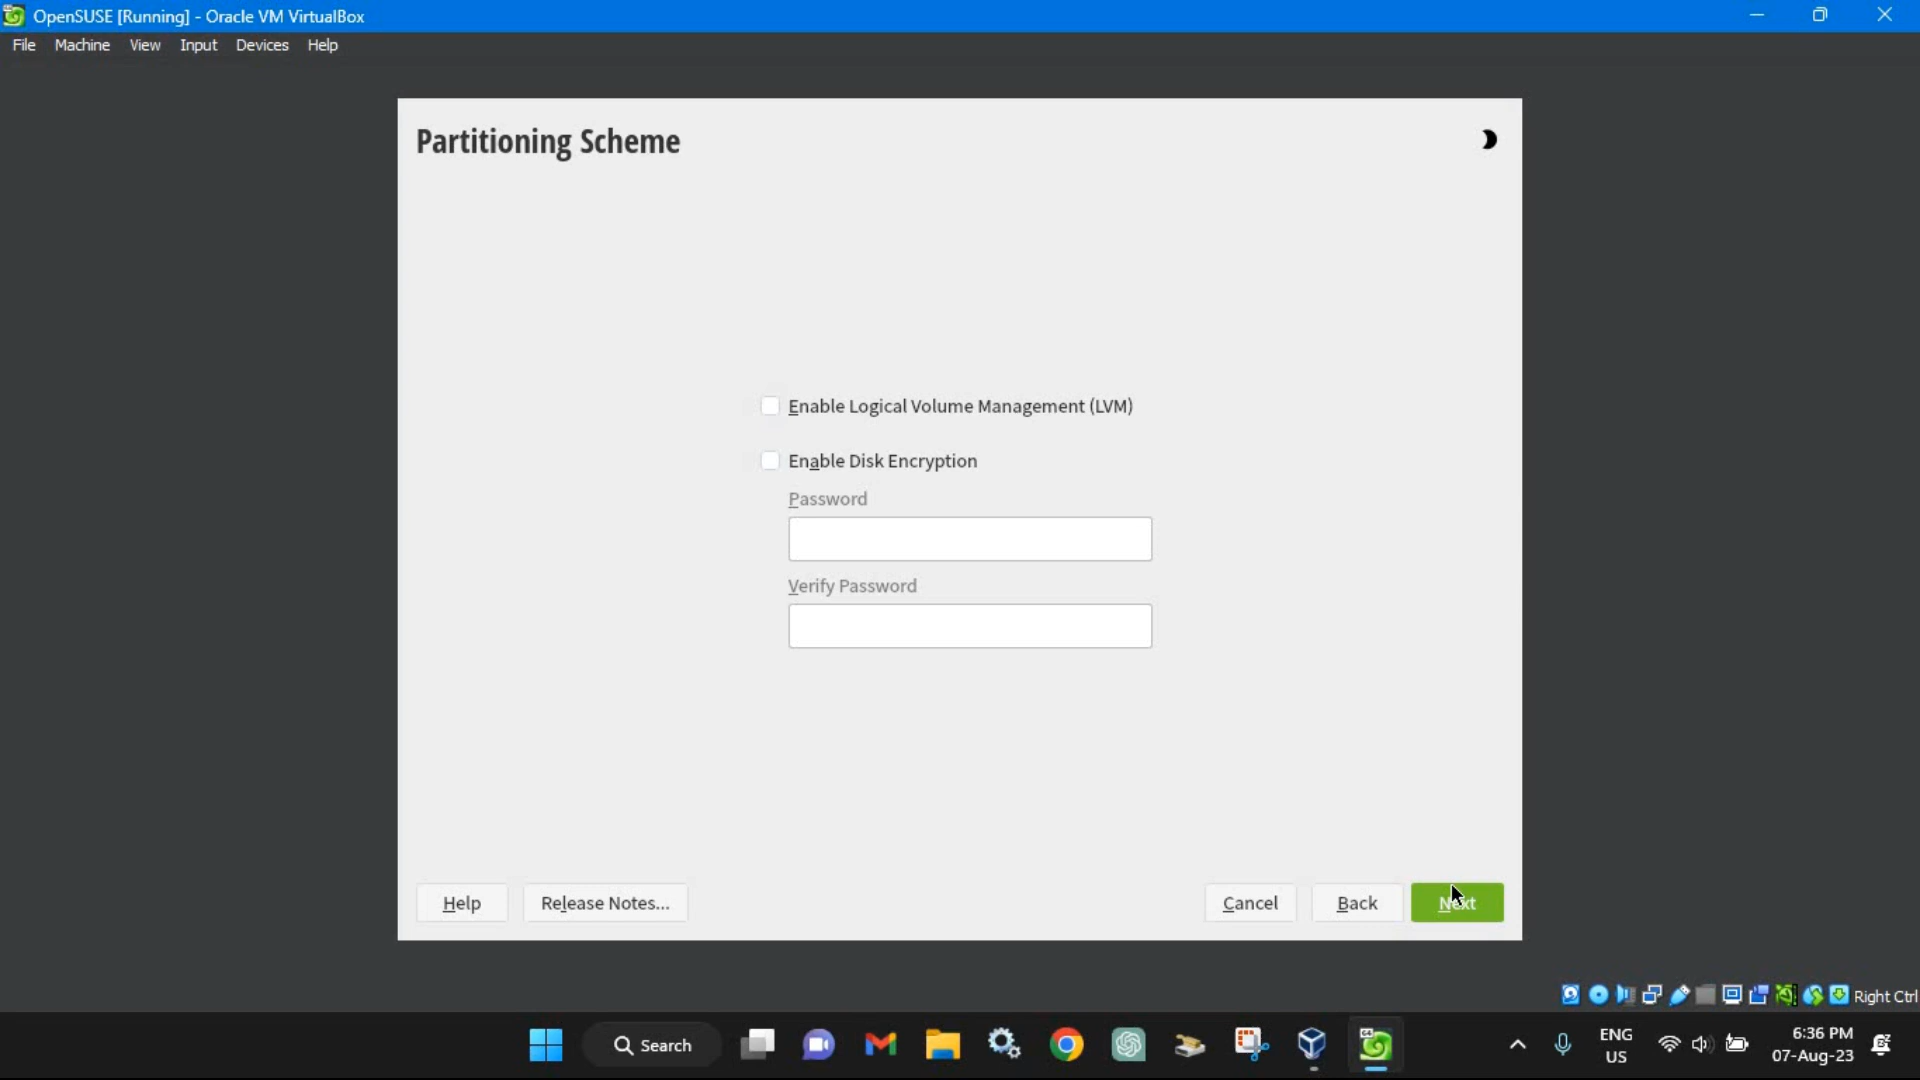 OpenSUSE [Running] - Oracle VM VirtualBox
File Machine View Input Devices Help
Partitioning Scheme
Enable Logical Volume Management (LVM)
Enable Disk Encryption
Password
Verify Password
Help Release Notes... Cancel Back Next
Right Ctrl
Search
ENG
US
6:36 PM
07-Aug-23